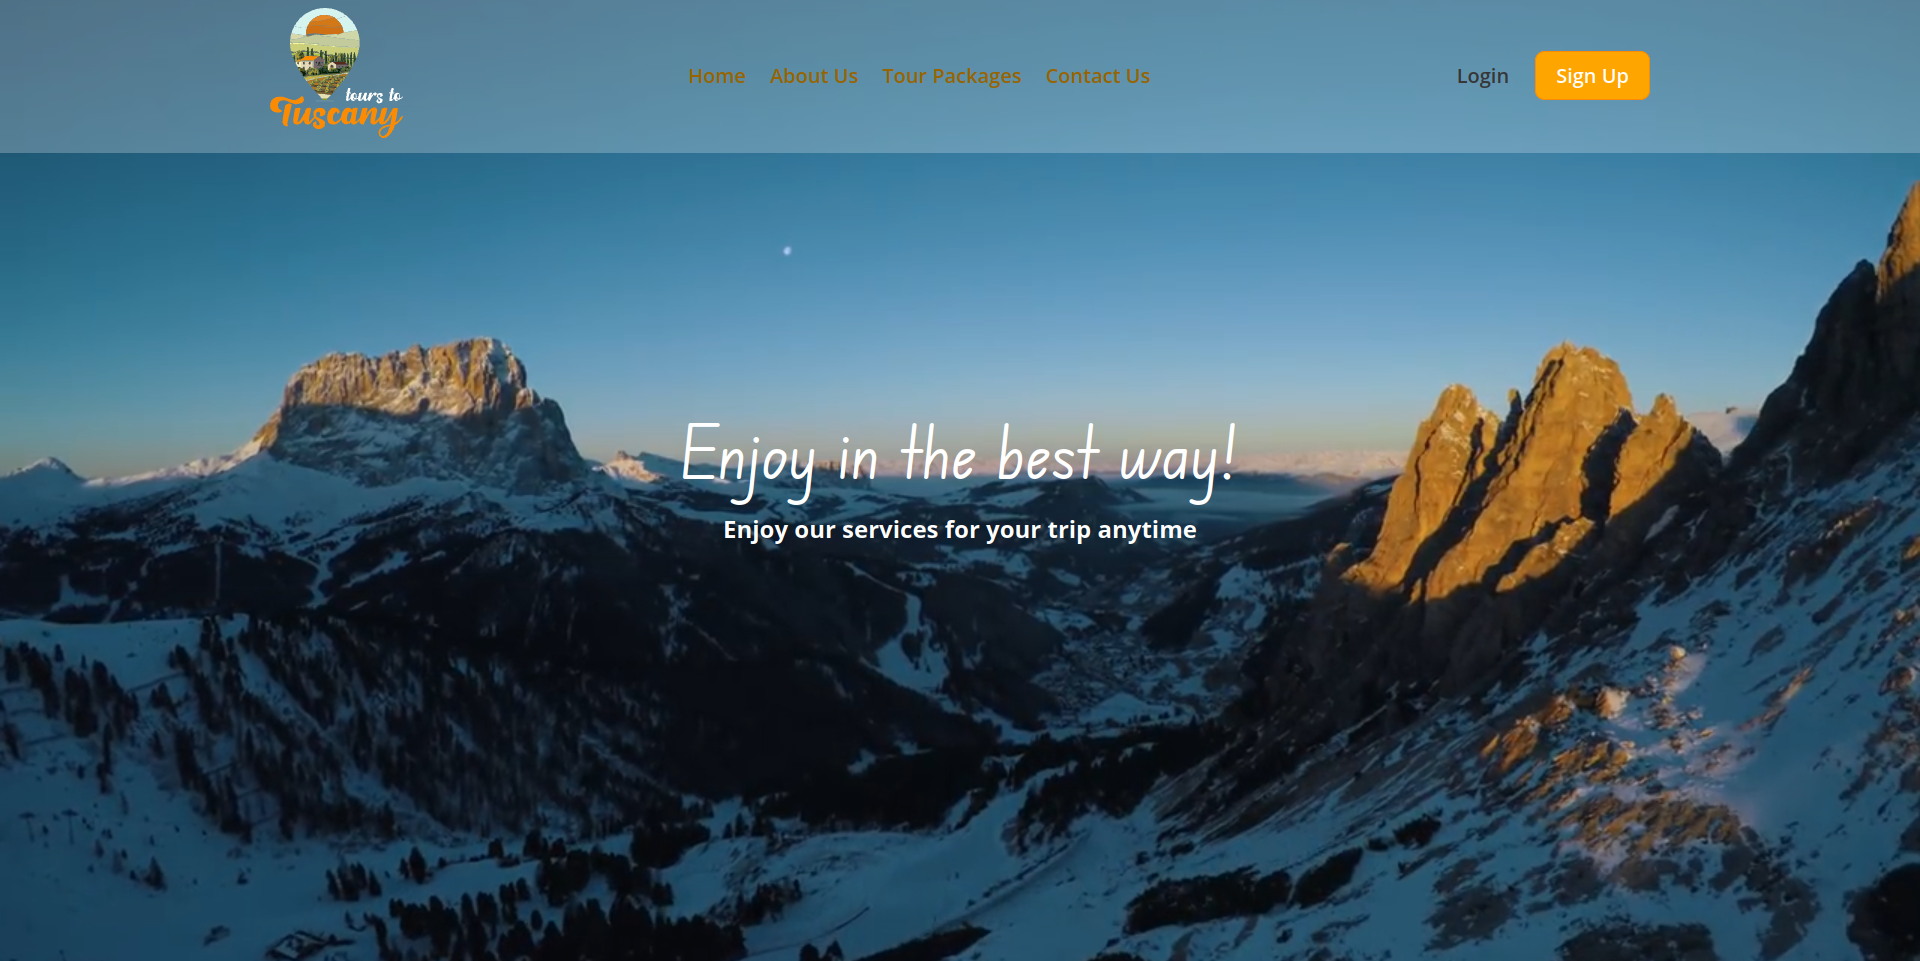 tours to
Tuscany
Home About Us Tour Packages Contact Us
Login Sign Up
Enjoy in the best way!
Enjoy our services for your trip anytime